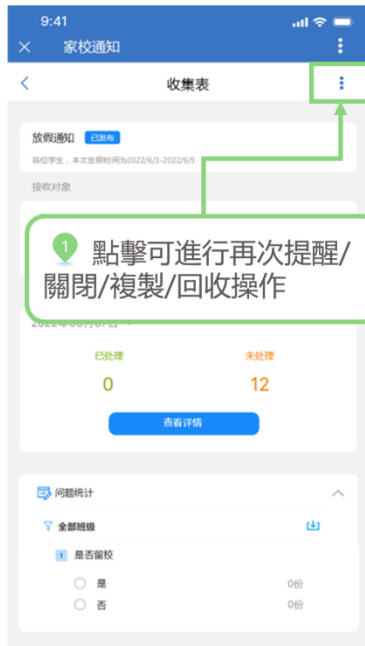 9:41
家校通知
收集表
放假通知 已发布
各位学生，本次放假时间为2022/6/3-2022/6/5
接收对象
1 點擊可進行再次提醒/
關閉/複製/回收操作
已处理 未处理
0 12
查看详情
问题统计
全部班级
1 是否留校
是 0份
否 0份